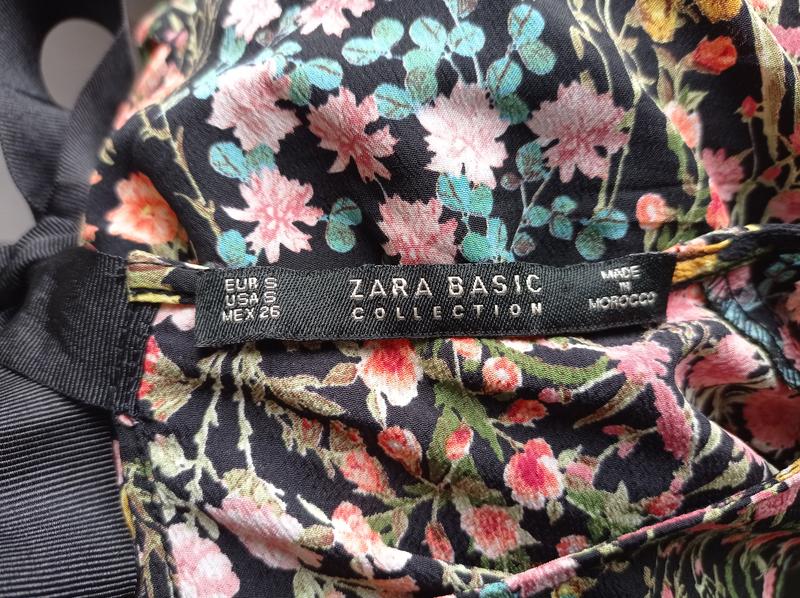 EUR S
USA S
MEX 26
ZARA BASIC
COLLECTION
MADE
IN
MOROCCO